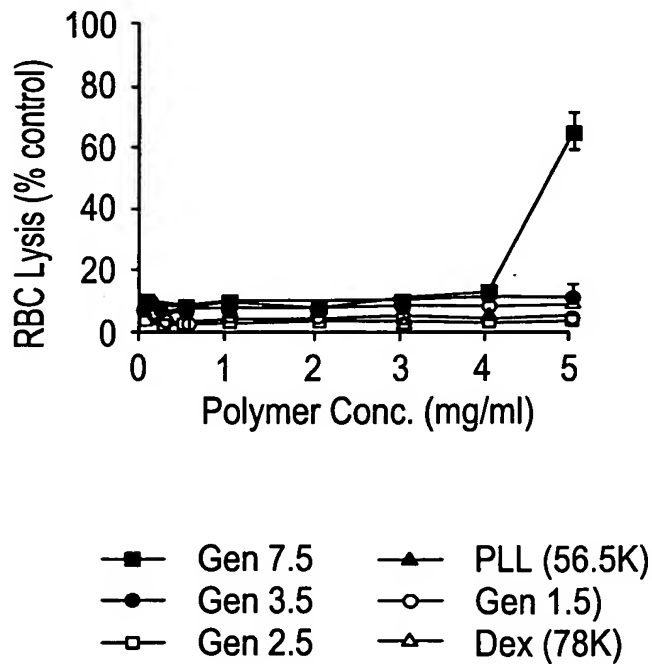 100
80
60
40
20
0
RBC Lysis (% control)
0 1 2 3 4 5
Polymer Conc. (mg/ml)
Gen 7.5 PLL (56.5K)
Gen 3.5 Gen 1.5)
Gen 2.5 Dex (78K)